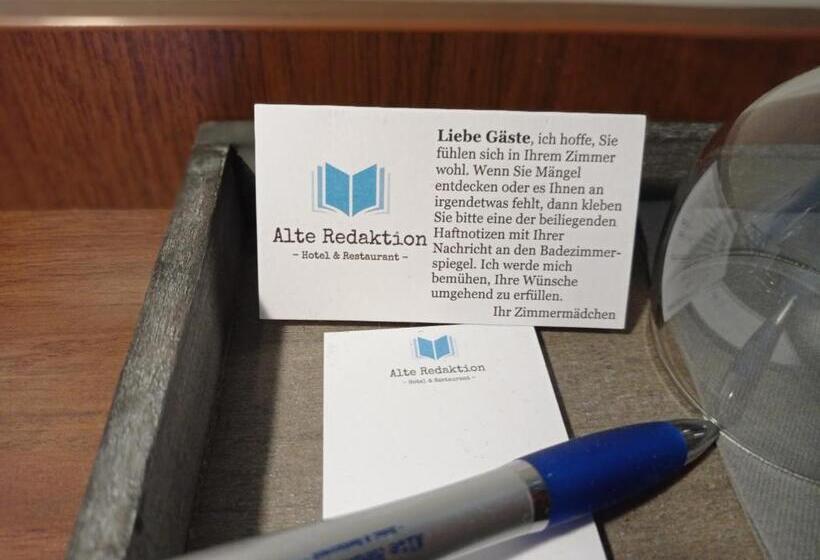 Alte Redaktion
- Hotel & Restaurant -
Liebe Gäste, ich hoffe, Sie
fühlen sich in Ihrem Zimmer
wohl. Wenn Sie Mängel
entdecken oder es Ihnen an
irgendetwas fehlt, dann kleben
Sie bitte eine der beiliegenden
Haftnotizen mit Ihrer
Nachricht an den Badezimmer-
spiegel. Ich werde mich
bemühen, Ihre Wünsche
umgehend zu erfüllen.
Ihr Zimmermädchen
Alte Redaktion
- Hotel & Restaurant -